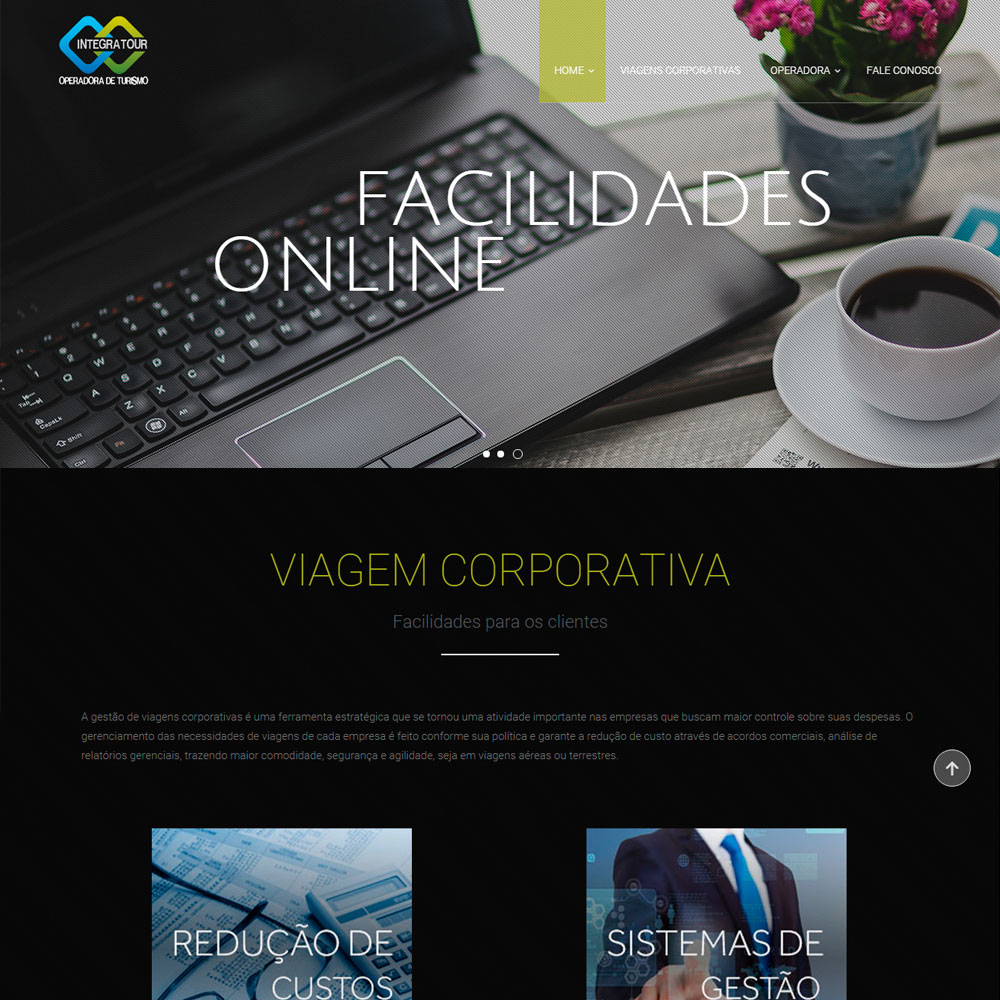 INTEGRATOUR
OPERADORA DE TURISMO
HOME
VIAGENS CORPORATIVAS
OPERADORA
FALE CONOSCO
FACILIDADES
ONLINE
VIAGEM CORPORATIVA
Facilidades para os clientes
A gestão de viagens corporativas é uma ferramenta estratégica que se tornou uma atividade importante nas empresas que buscam maior controle sobre suas despesas. O
gerenciamento das necessidades de viagens de cada empresa é feito conforme sua política e garante a redução de custo através de acordos comerciais, análise de
relatórios gerenciais, trazendo maior comodidade, segurança e agilidade, seja em viagens aéreas ou terrestres.
REDUÇÃO DE
CUSTOS
SISTEMAS DE
GESTÃO